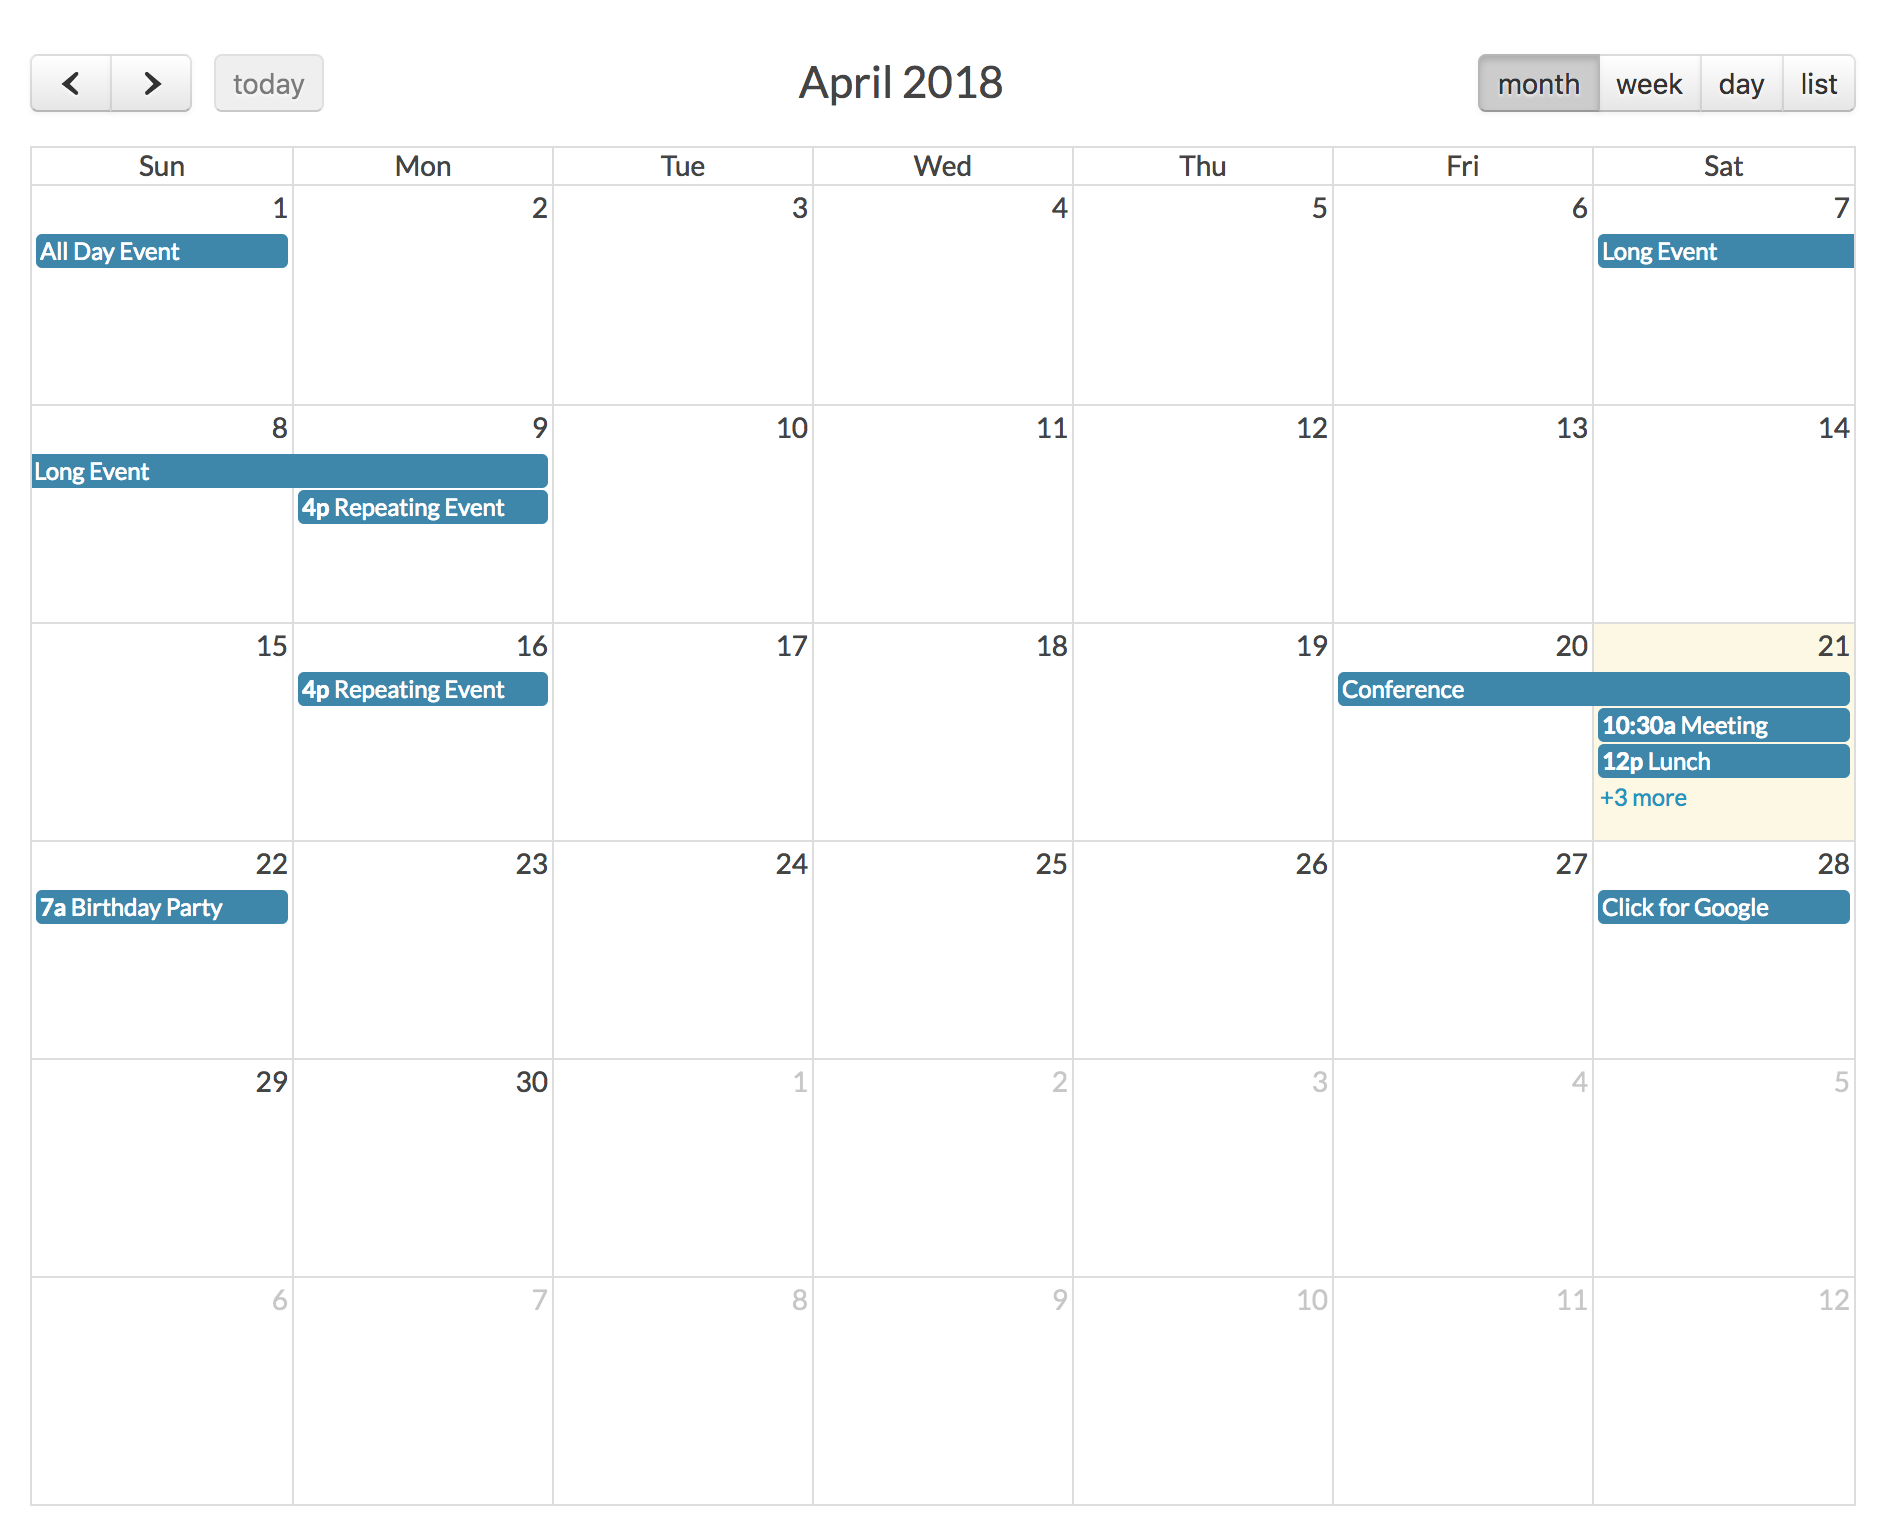 today
April 2018
month week day list
Sun Mon Tue Wed Thu Fri Sat
1 2 3 4 5 6 7
All Day Event
Long Event
8 9 10 11 12 13 14
Long Event
4p Repeating Event
15 16 17 18 19 20 21
4p Repeating Event
Conference
10:30a Meeting
12p Lunch
+3 more
22 23 24 25 26 27 28
7a Birthday Party
Click for Google
29 30 1 2 3 4 5
6 7 8 9 10 11 12